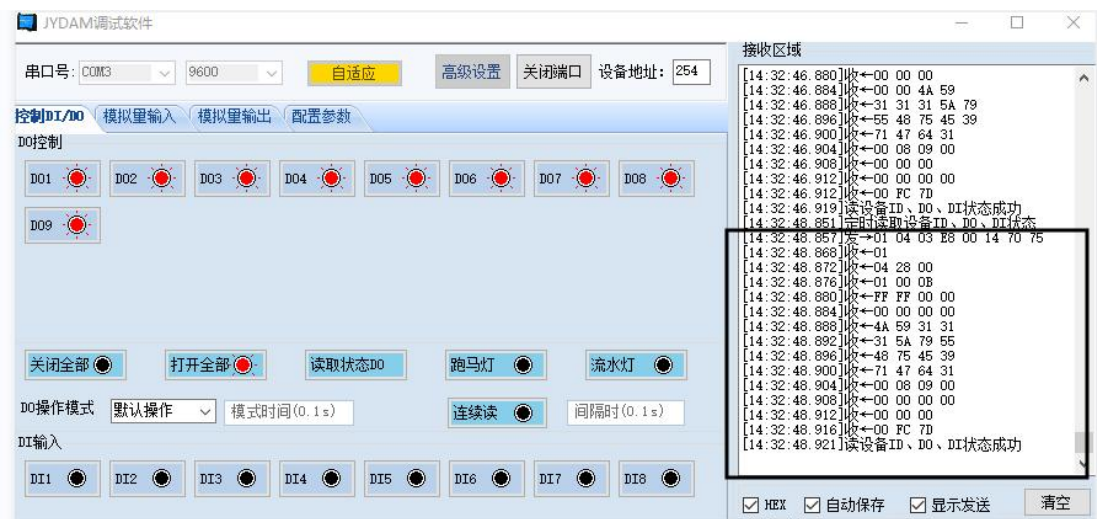 JYDAM调试软件
串口号: COM3 9600 自适应 高级设置 关闭端口 设备地址: 254
控制DI/DO 模拟量输入 模拟量输出 配置参数
DO控制
DO1 DO2 DO3 DO4 DO5 DO6 DO7 DO8
DO9
关闭全部 打开全部 读取状态DO 跑马灯 流水灯
DO操作模式 默认操作 模式时间(0.1s) 连续读 间隔时(0.1s)
DI输入
DI1 DI2 DI3 DI4 DI5 DI6 DI7 DI8
接收区域
[14:32:46.880]收←00 00 00
[14:32:46.884]收←00 00 4A 59
[14:32:46.888]收←31 31 31 5A 79
[14:32:46.896]收←55 48 75 45 39
[14:32:46.900]收←71 47 64 31
[14:32:46.904]收←00 08 09 00
[14:32:46.908]收←00 00 00
[14:32:46.912]收←00 00 00 00
[14:32:46.912]收←00 FC 7D
[14:32:46.919]读设备ID、DO、DI状态成功
[14:32:48.851]定时读取设备ID、DO、DI状态
[14:32:48.857]发→01 04 03 E8 00 14 70 75
[14:32:48.868]收←01
[14:32:48.872]收←04 28 00
[14:32:48.876]收←01 00 0B
[14:32:48.880]收←FF FF 00 00
[14:32:48.884]收←00 00 00 00
[14:32:48.888]收←4A 59 31 31
[14:32:48.892]收←31 5A 79 55
[14:32:48.896]收←48 75 45 39
[14:32:48.900]收←71 47 64 31
[14:32:48.904]收←00 08 09 00
[14:32:48.908]收←00 00 00 00
[14:32:48.912]收←00 00 00
[14:32:48.916]收←00 FC 7D
[14:32:48.921]读设备ID、DO、DI状态成功
HEX 自动保存 显示发送 清空